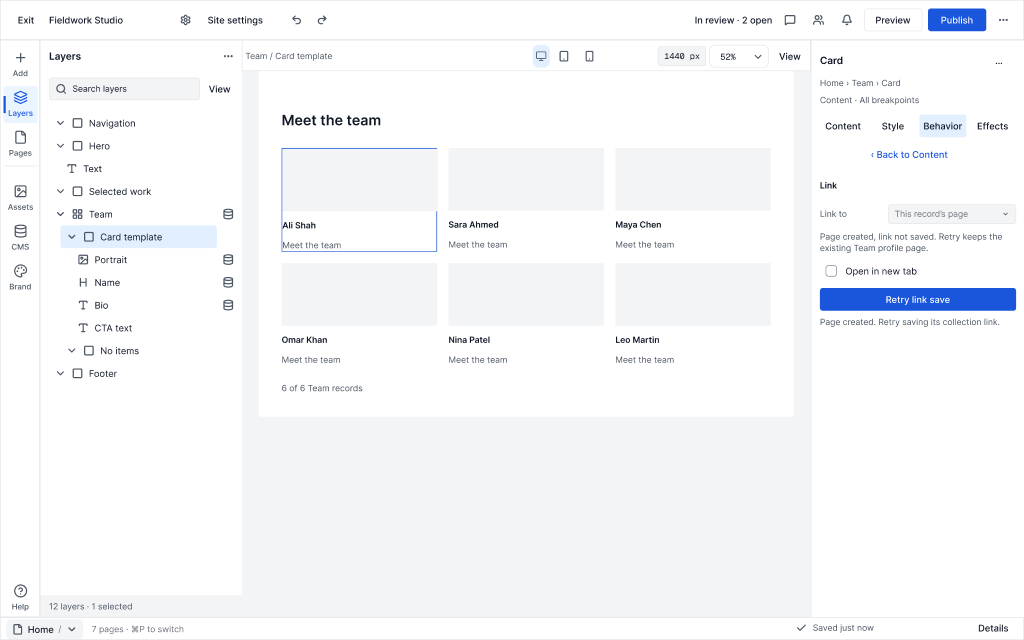 Exit
Fieldwork Studio
Site settings
In review · 2 open
Preview
Publish
Add
Layers
Pages
Assets
CMS
Brand
Help
Layers
Search layers
View
Navigation
Hero
Text
Selected work
Team
Card template
Portrait
Name
Bio
CTA text
No items
Footer
12 layers · 1 selected
Team / Card template
1440 px
52%
View
Meet the team
Ali Shah
Sara Ahmed
Maya Chen
Meet the team
Meet the team
Meet the team
Omar Khan
Nina Patel
Leo Martin
Meet the team
Meet the team
Meet the team
6 of 6 Team records
Card
Home › Team › Card
Content · All breakpoints
Content
Style
Behavior
Effects
‹ Back to Content
Link
Link to
This record's page
Page created, link not saved. Retry keeps the
existing Team profile page.
Open in new tab
Retry link save
Page created. Retry saving its collection link.
Home /
7 pages · ⌘P to switch
Saved just now
Details